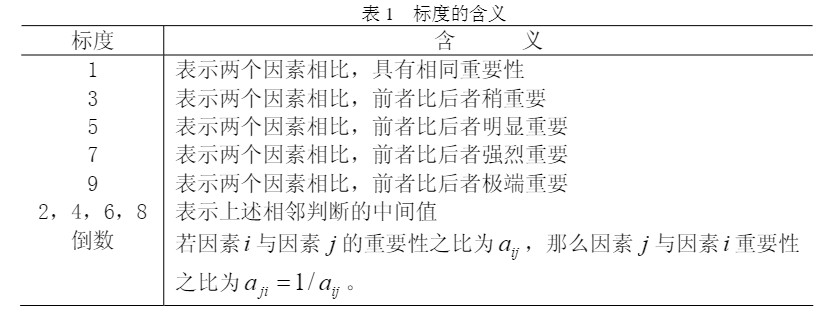 表1 标度的含义
标度 含 义
1 表示两个因素相比，具有相同重要性
3 表示两个因素相比，前者比后者稍重要
5 表示两个因素相比，前者比后者明显重要
7 表示两个因素相比，前者比后者强烈重要
9 表示两个因素相比，前者比后者极端重要
2，4，6，8 表示上述相邻判断的中间值
倒数 若因素 i 与因素 j 的重要性之比为 a_{ij}，那么因素 j 与因素 i 重要性
之比为 a_{ji} = 1/a_{ij}。